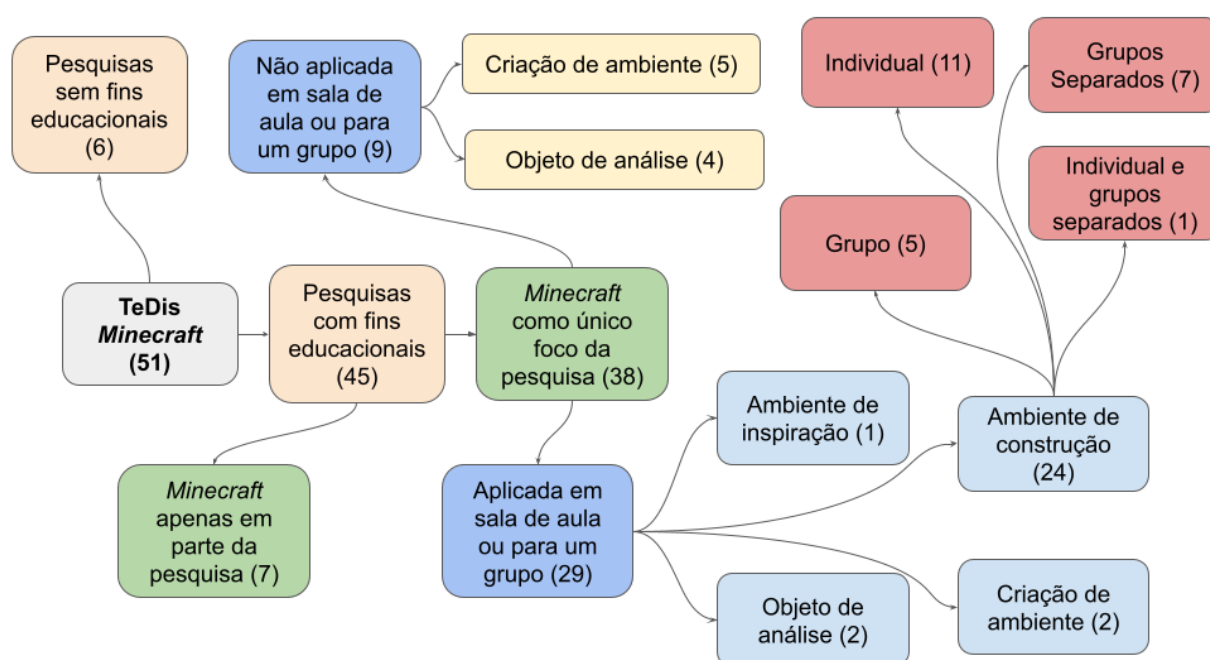 Pesquisas
sem fins
educacionais
(6)
Não aplicada
em sala de
aula ou para
um grupo (9)
Criação de ambiente (5)
Objeto de análise (4)
Individual (11)
Grupos
Separados (7)
Individual e
grupos
separados (1)
Grupo (5)
TeDis
Minecraft
(51)
Pesquisas
com fins
educacionais
(45)
Minecraft
como único
foco da
pesquisa (38)
Minecraft
apenas em
parte da
pesquisa (7)
Aplicada em
sala de aula
ou para um
grupo (29)
Ambiente de
inspiração (1)
Ambiente de
construção
(24)
Objeto de
análise (2)
Criação de
ambiente (2)